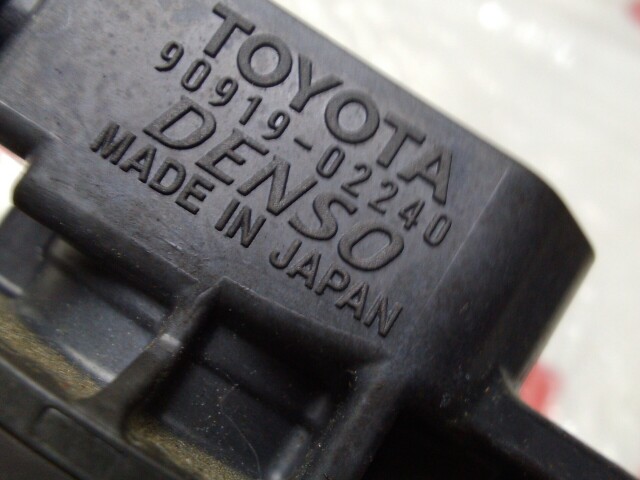 TOYOTA
90919-02240
DENSO
MADE IN JAPAN